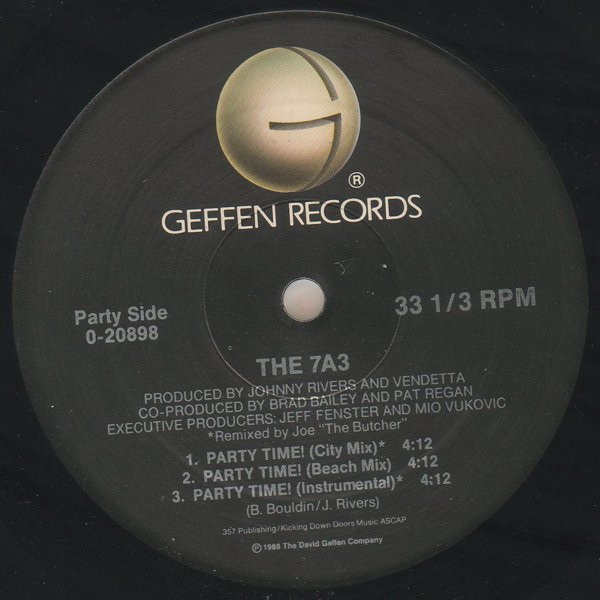 ®
GEFFEN RECORDS
Party Side
0-20898
33 1/3 RPM
THE 7A3
PRODUCED BY JOHNNY RIVERS AND VENDETTA
CO-PRODUCED BY BRAD BAILEY AND PAT REGAN
EXECUTIVE PRODUCERS: JEFF FENSTER AND MIO VUKOVIC
*Remixed by Joe "The Butcher"
1. PARTY TIME! (City Mix)* 4:12
2. PARTY TIME! (Beach Mix) 4:12
3. PARTY TIME! (Instrumental)* 4:12
(B. Bouldin/J. Rivers)
357 Publishing/Kicking Down Doors Music ASCAP
℗ 1988 The David Geffen Company